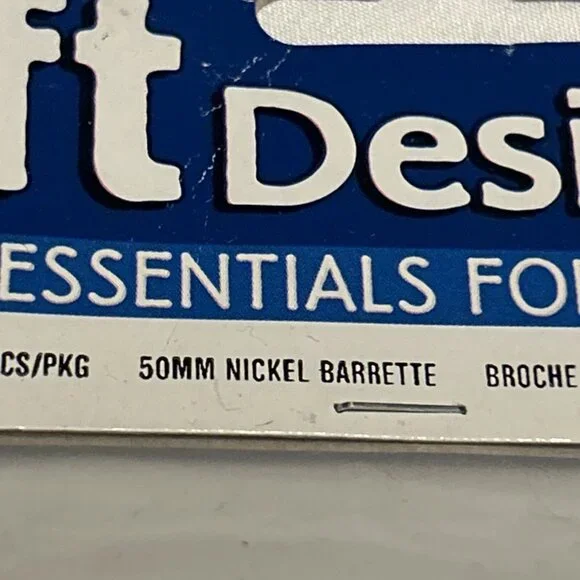 ft Desi
ESSENTIALS FO
CS/PKG 50MM NICKEL BARRETTE BROCHE